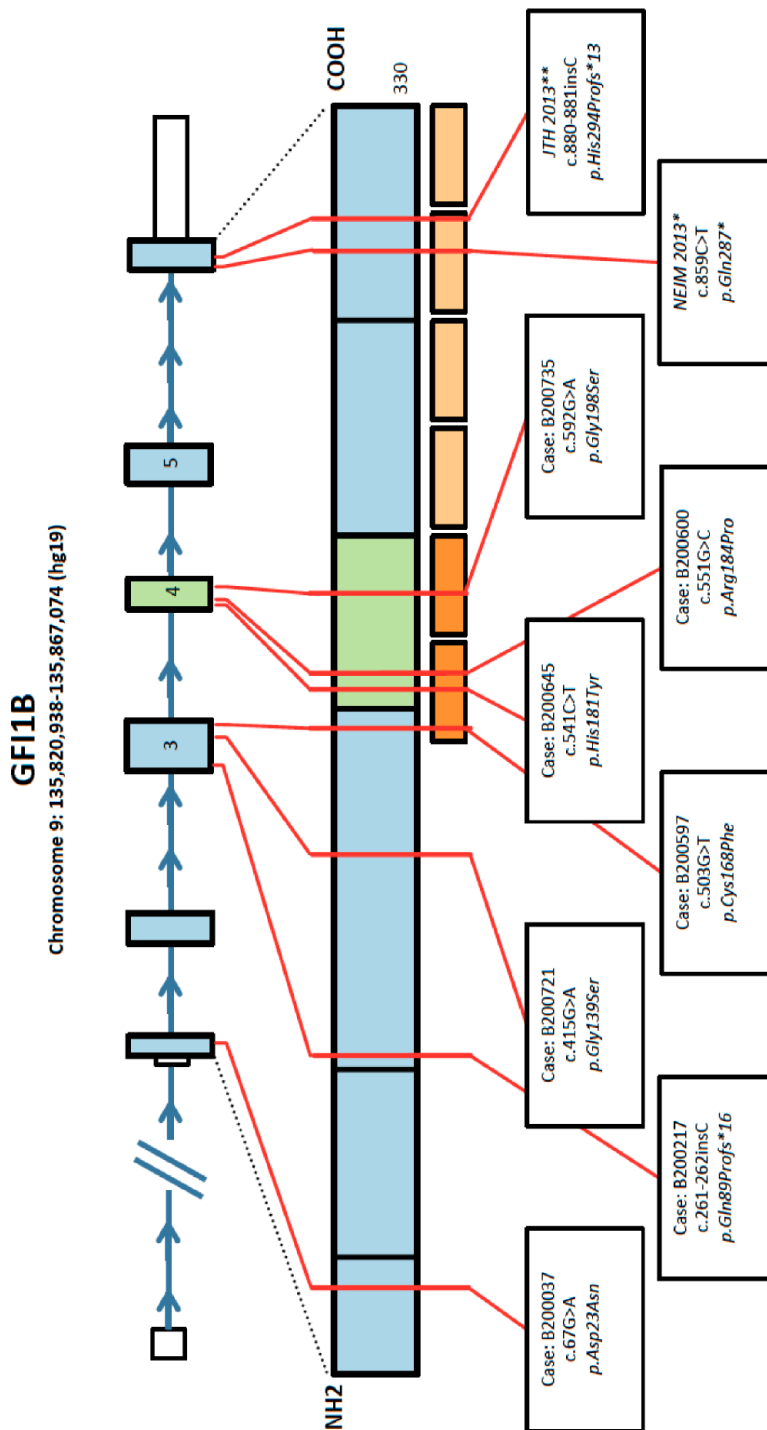 GFI1B
Chromosome 9: 135,820,938-135,867,074 (hg19)
3
4
5
NH2
COOH
330
Case: B200037
c.67G>A
p.Asp23Asn
Case: B200217
c.261-262insC
p.Gln89Profs*16
Case: B200721
c.415G>A
p.Gly139Ser
Case: B200597
c.503G>T
p.Cys168Phe
Case: B200645
c.541C>T
p.His181Tyr
Case: B200600
c.551G>C
p.Arg184Pro
Case: B200735
c.592G>A
p.Gly198Ser
NEJM 2013*
c.859C>T
p.Gln287*
JTH 2013**
c.880-881insC
p.His294Profs*13